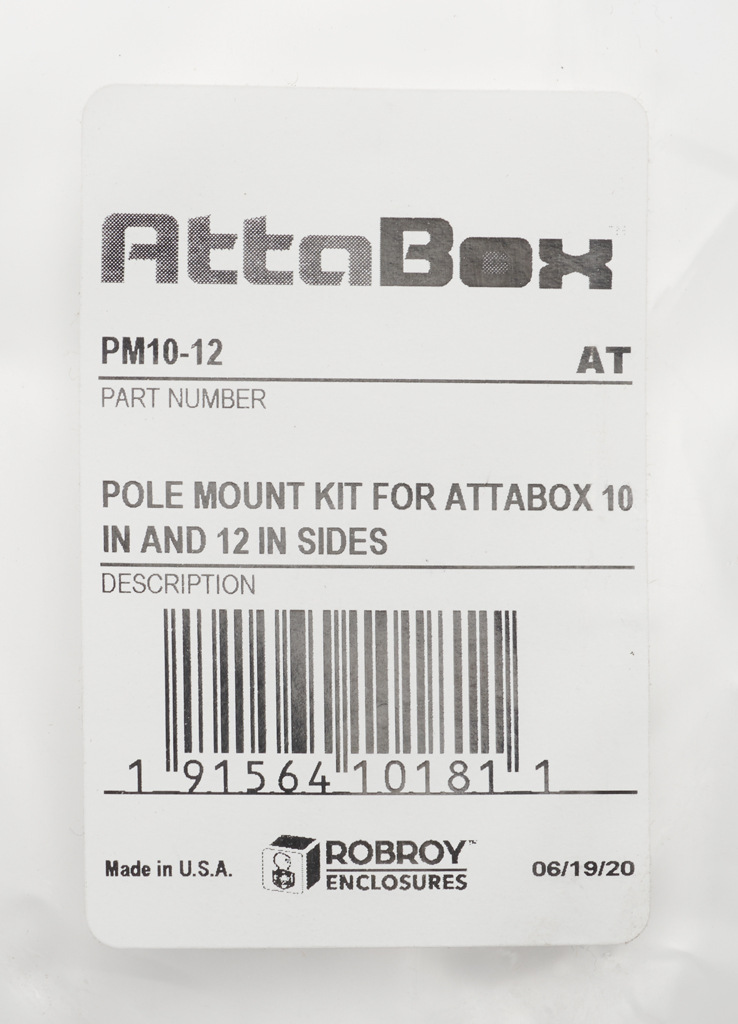 AttaBox
PM10-12 AT
PART NUMBER
POLE MOUNT KIT FOR ATTABOX 10
IN AND 12 IN SIDES
DESCRIPTION
1 91564 10181 1
Made in U.S.A. ROBROY™ 06/19/20
ENCLOSURES